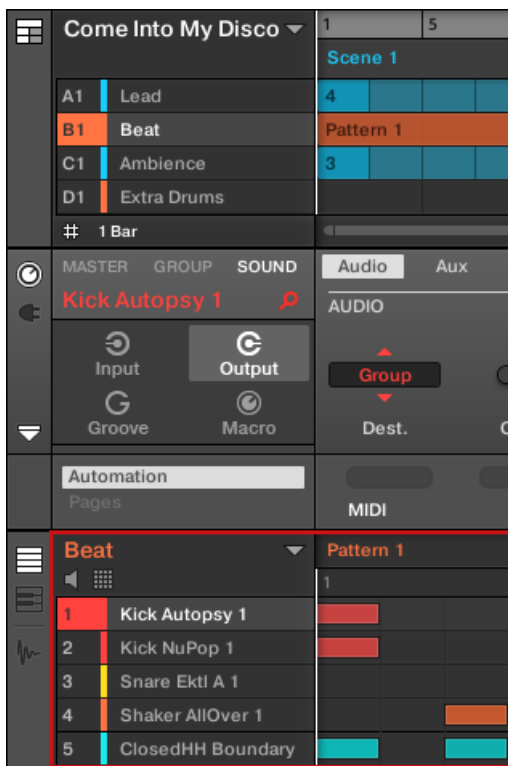 Come Into My Disco
1 5
Scene 1
A1 Lead 4
B1 Beat Pattern 1
C1 Ambience 3
D1 Extra Drums
1 Bar
MASTER GROUP SOUND Audio Aux
Kick Autopsy 1 AUDIO
Input Output Group
Groove Macro Dest.
Automation
Pages MIDI
Beat Pattern 1
1
1 Kick Autopsy 1
2 Kick NuPop 1
3 Snare Ektl A 1
4 Shaker AllOver 1
5 ClosedHH Boundary